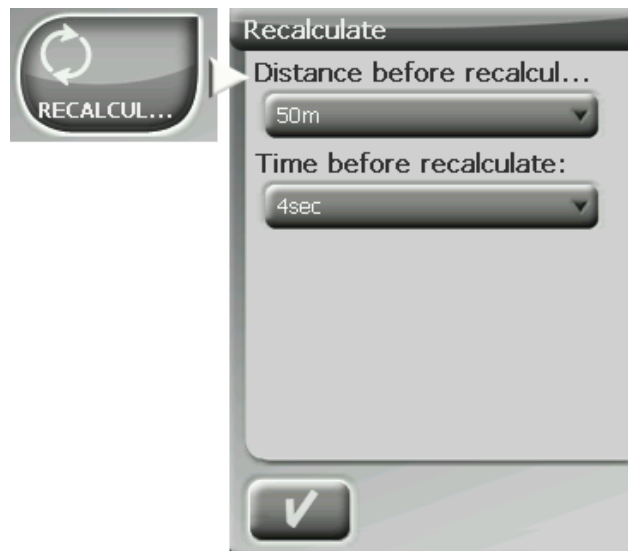 RECALCUL...
Recalculate
Distance before recalcul...
50m
Time before recalculate:
4sec